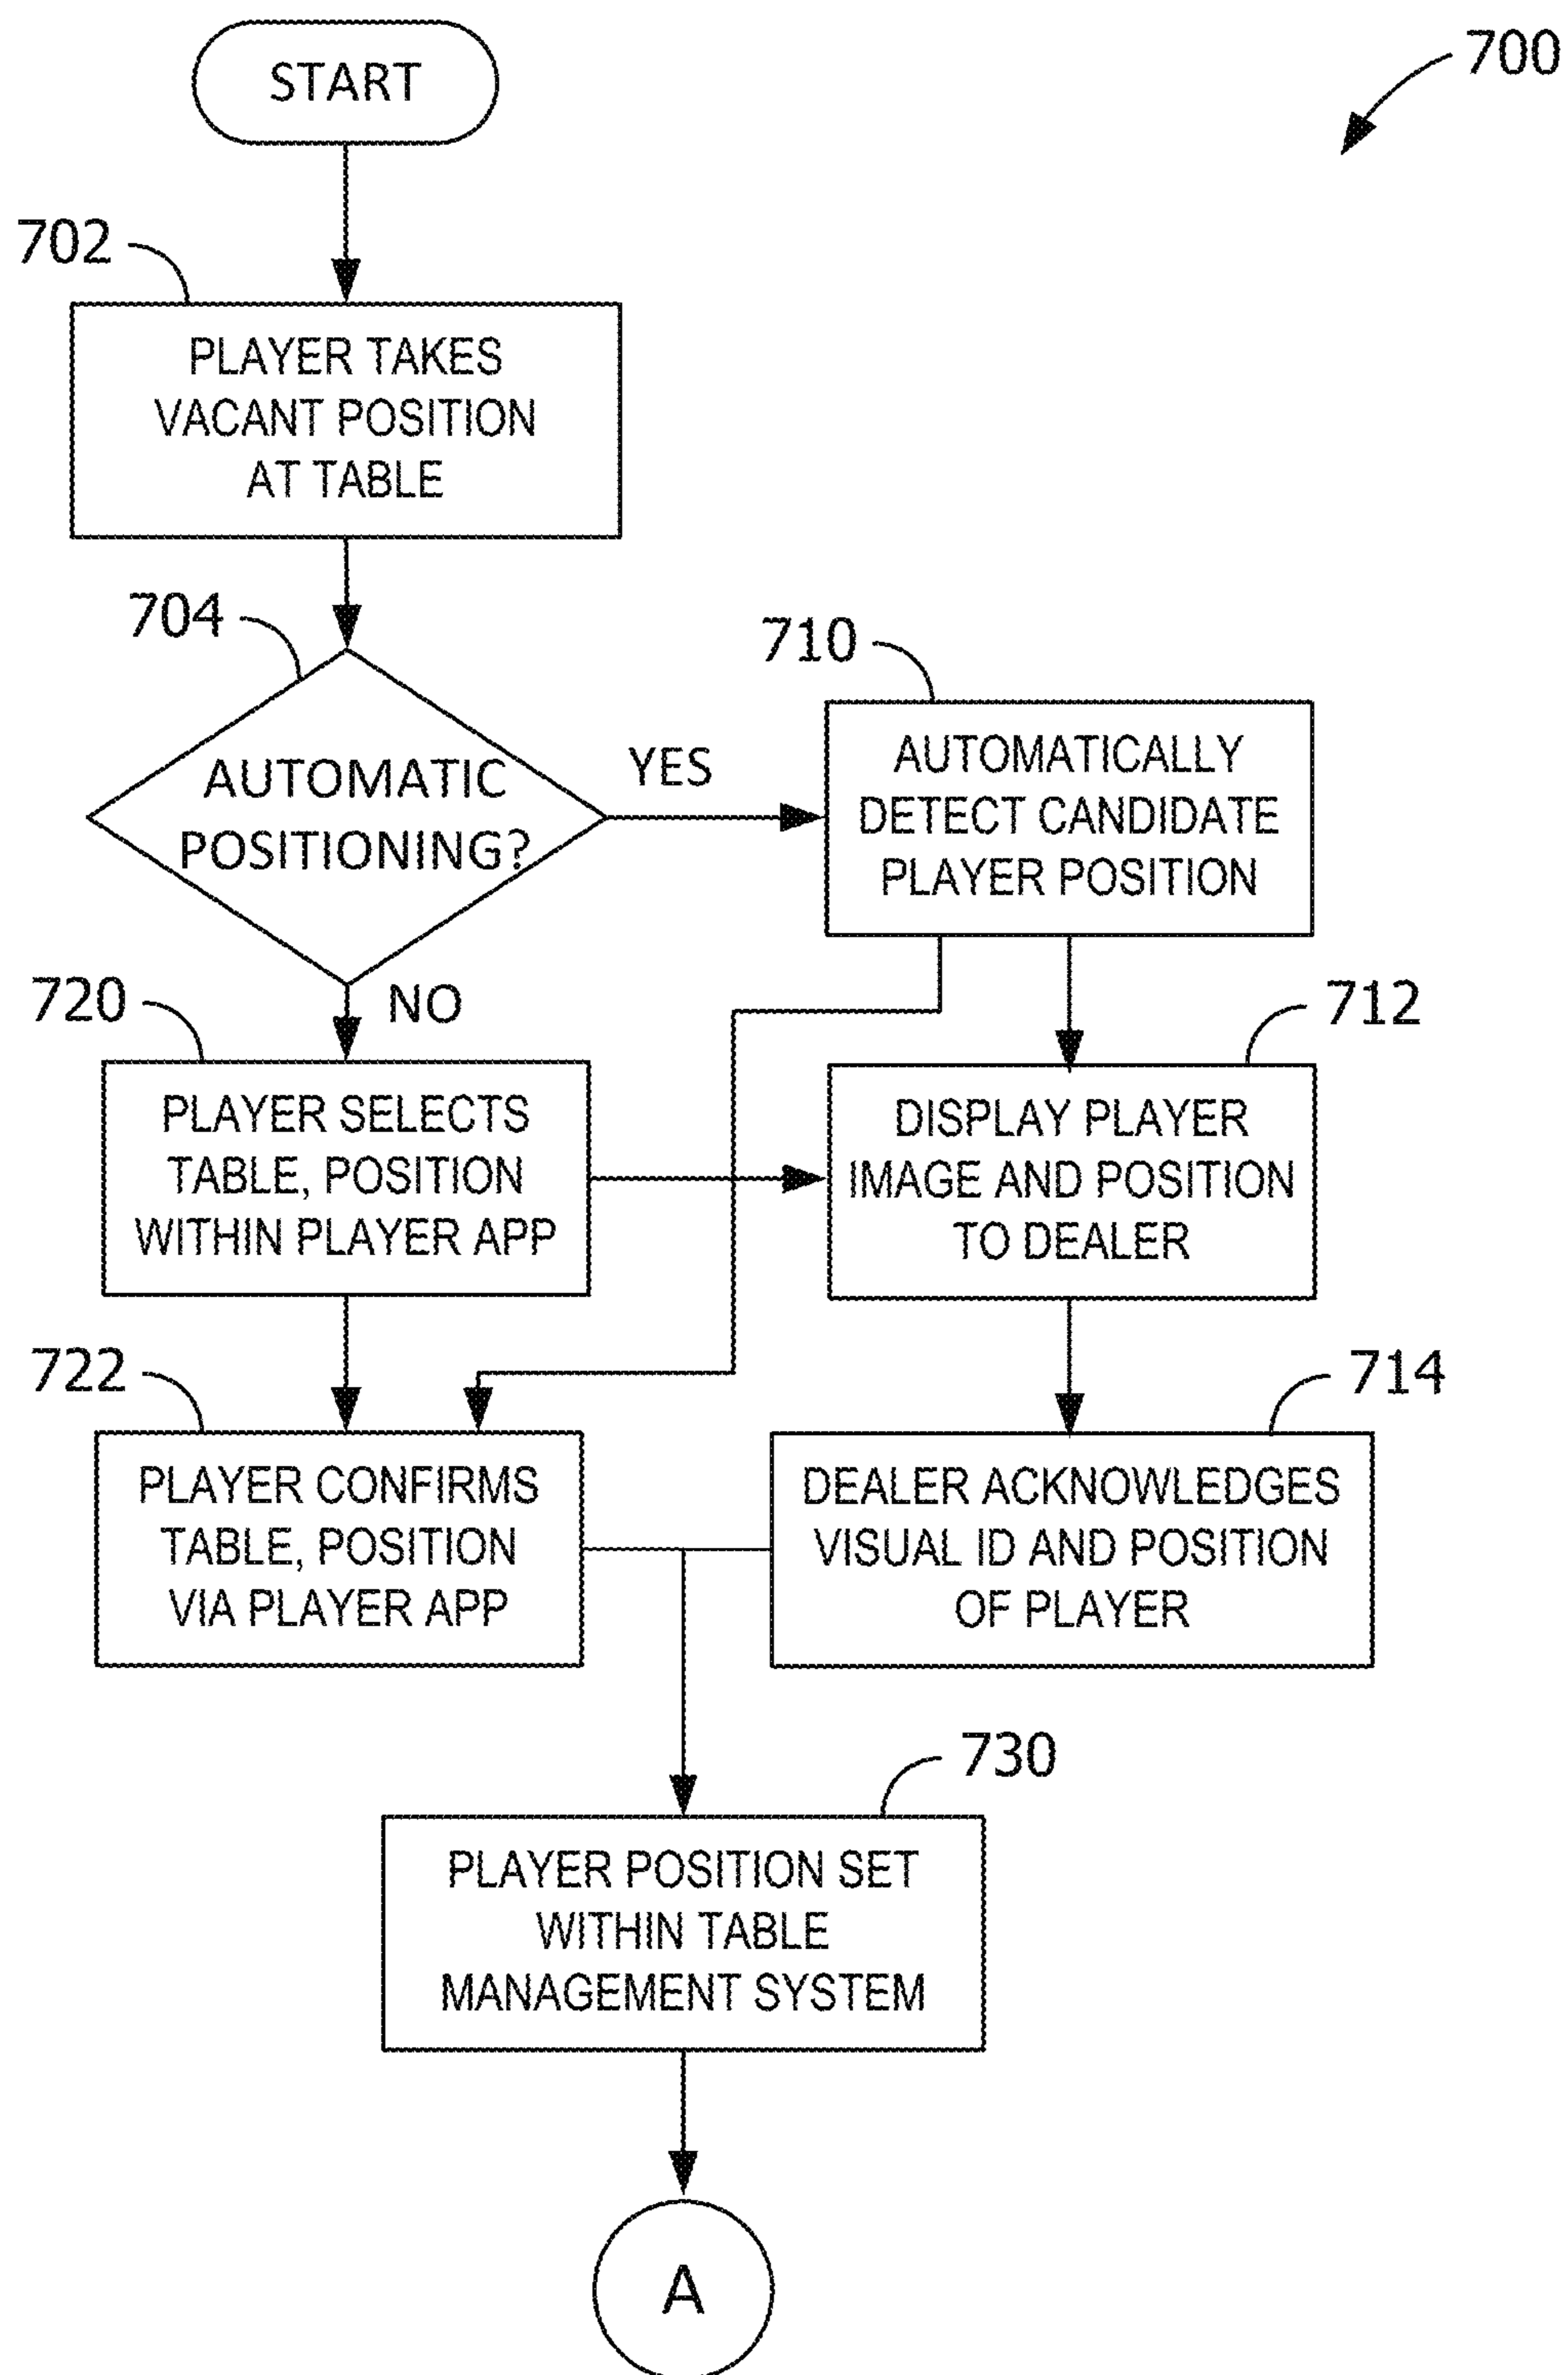 START
700
702
PLAYER TAKES
VACANT POSITION
AT TABLE
704
AUTOMATIC
POSITIONING?
YES
NO
710
AUTOMATICALLY
DETECT CANDIDATE
PLAYER POSITION
720
PLAYER SELECTS
TABLE, POSITION
WITHIN PLAYER APP
712
DISPLAY PLAYER
IMAGE AND POSITION
TO DEALER
722
PLAYER CONFIRMS
TABLE, POSITION
VIA PLAYER APP
714
DEALER ACKNOWLEDGES
VISUAL ID AND POSITION
OF PLAYER
730
PLAYER POSITION SET
WITHIN TABLE
MANAGEMENT SYSTEM
A